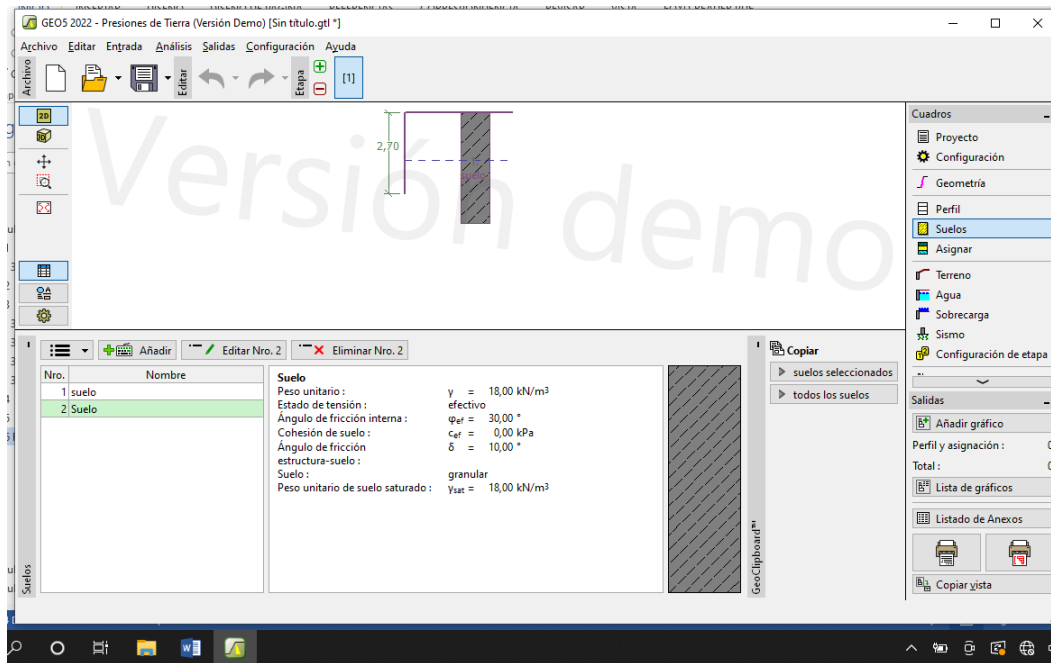 GEO5 2022 - Presiones de Tierra (Versión Demo) [Sin título.gtl *]
Archivo Editar Entrada Análisis Salidas Configuración Ayuda
Archivo
Editar
Etapa
[1]
2D
3D
Versión demo
2,70
suelo
Cuadros
Proyecto
Configuración
Geometría
Perfil
Suelos
Asignar
Terreno
Agua
Sobrecarga
Sismo
Configuración de etapa
Salidas
Añadir gráfico
Perfil y asignación :
Total :
Lista de gráficos
Listado de Anexos
Copiar vista
Añadir
Editar Nro. 2
Eliminar Nro. 2
Nro. Nombre
1 suelo
2 Suelo
Suelo
Peso unitario : γ = 18,00 kN/m3
Estado de tensión : efectivo
Ángulo de fricción interna : φef = 30,00 °
Cohesión de suelo : cef = 0,00 kPa
Ángulo de fricción δ = 10,00 °
estructura-suelo :
Suelo : granular
Peso unitario de suelo saturado : γsat = 18,00 kN/m3
Suelos
GeoClipboard™
Copiar
suelos seleccionados
todos los suelos